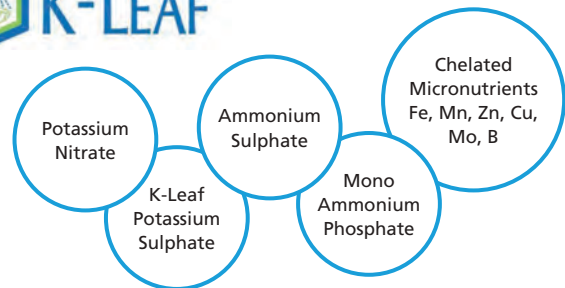 K-LEAF
Potassium
Nitrate
K-Leaf
Potassium
Sulphate
Ammonium
Sulphate
Mono
Ammonium
Phosphate
Chelated
Micronutrients
Fe, Mn, Zn, Cu,
Mo, B